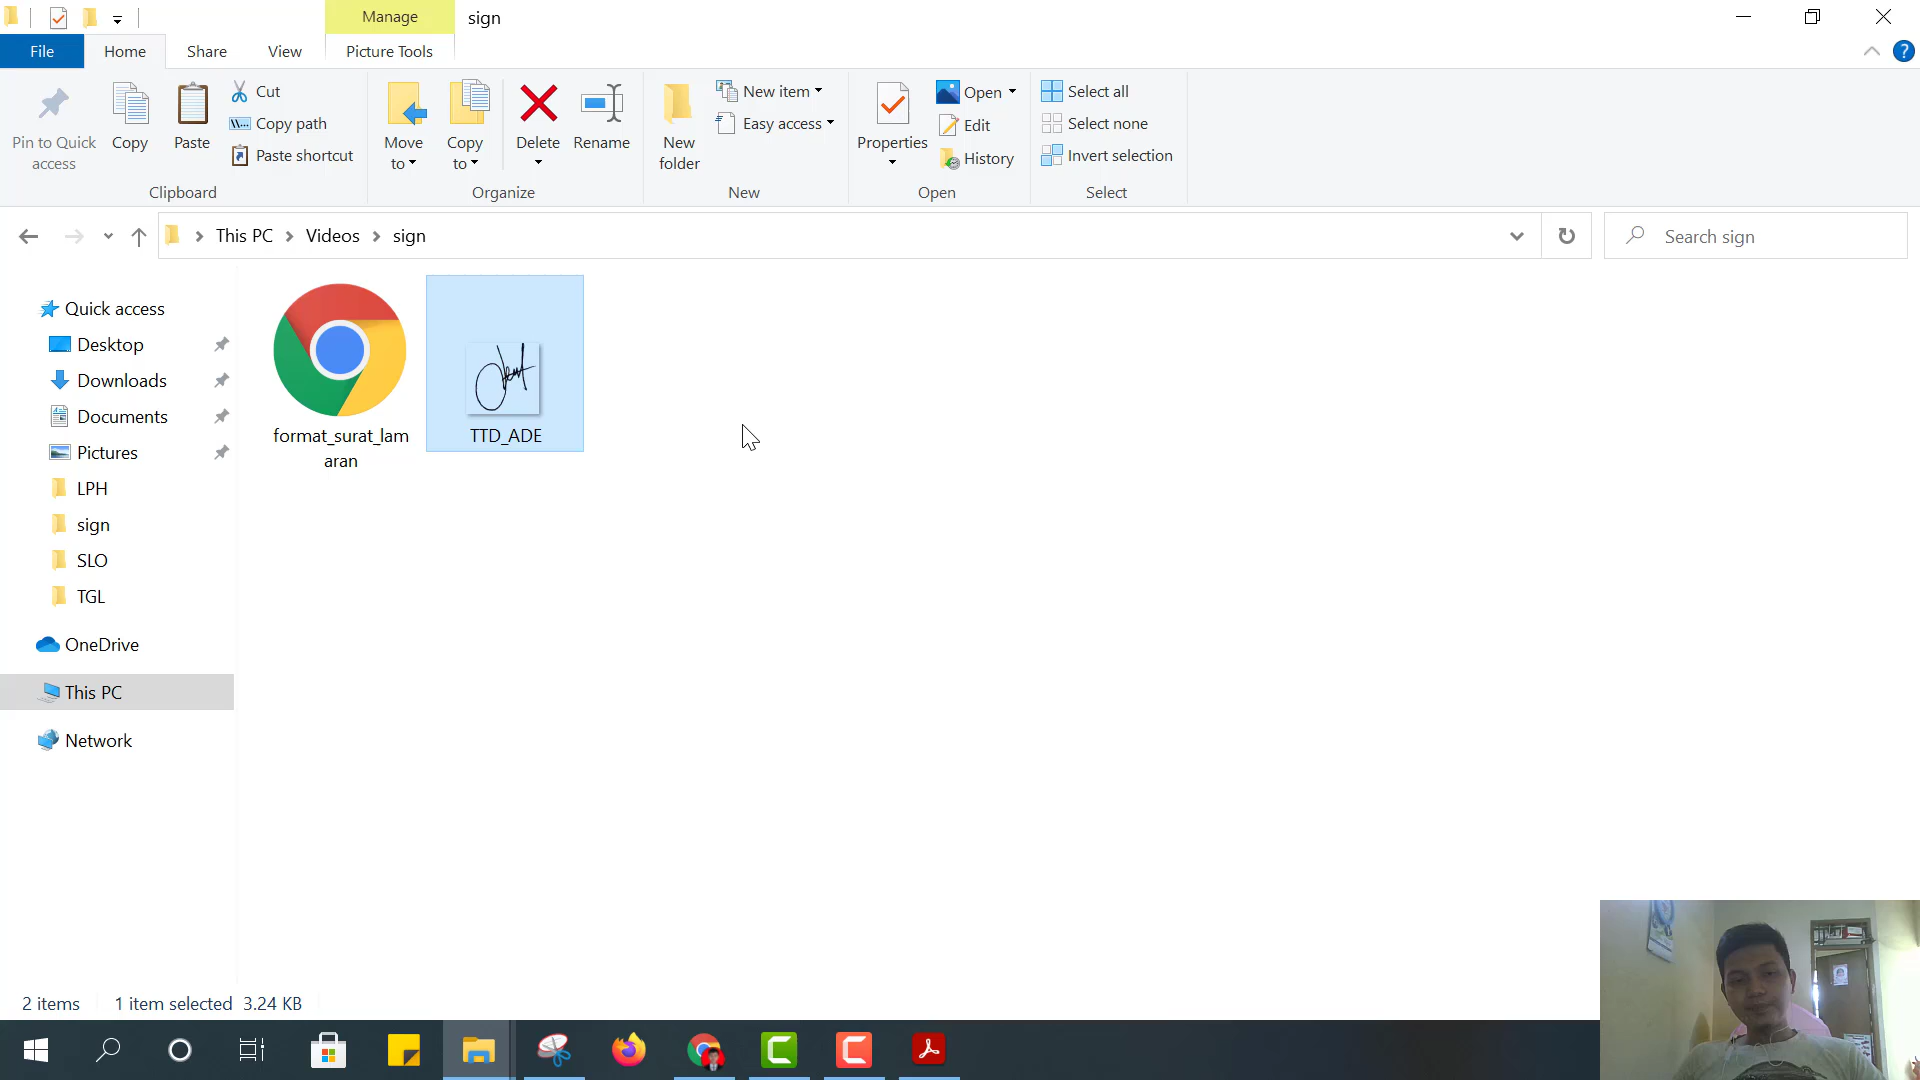 Manage
sign
File
Home
Share
View
Picture Tools
Pin to Quick access
Copy
Paste
Cut
Copy path
Paste shortcut
Clipboard
Move to
Copy to
Delete
Rename
Organize
New folder
New item
Easy access
New
Properties
Open
Edit
History
Open
Select all
Select none
Invert selection
Select
This PC
Videos
sign
Search sign
Quick access
Desktop
Downloads
Documents
Pictures
LPH
sign
SLO
TGL
OneDrive
This PC
Network
format_surat_lam
aran
TTD_ADE
2 items
1 item selected 3.24 KB